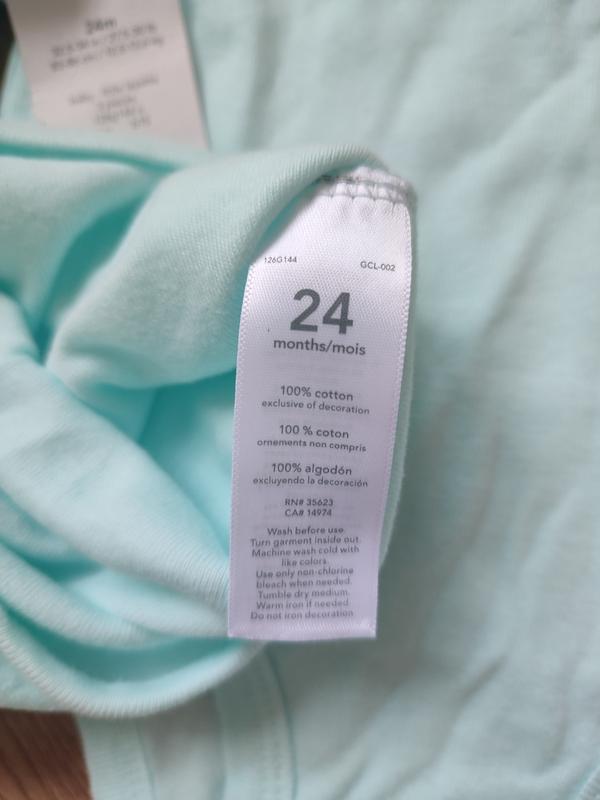 24m
126G144 GCL-002
24
months/mois
100% cotton
exclusive of decoration
100 % coton
ornements non compris
100% algodón
excluyendo la decoración
RN# 35623
CA# 14974
Wash before use.
Turn garment inside out.
Machine wash cold with
like colors.
Use only non-chlorine
bleach when needed.
Tumble dry medium.
Warm iron if needed.
Do not iron decoration.